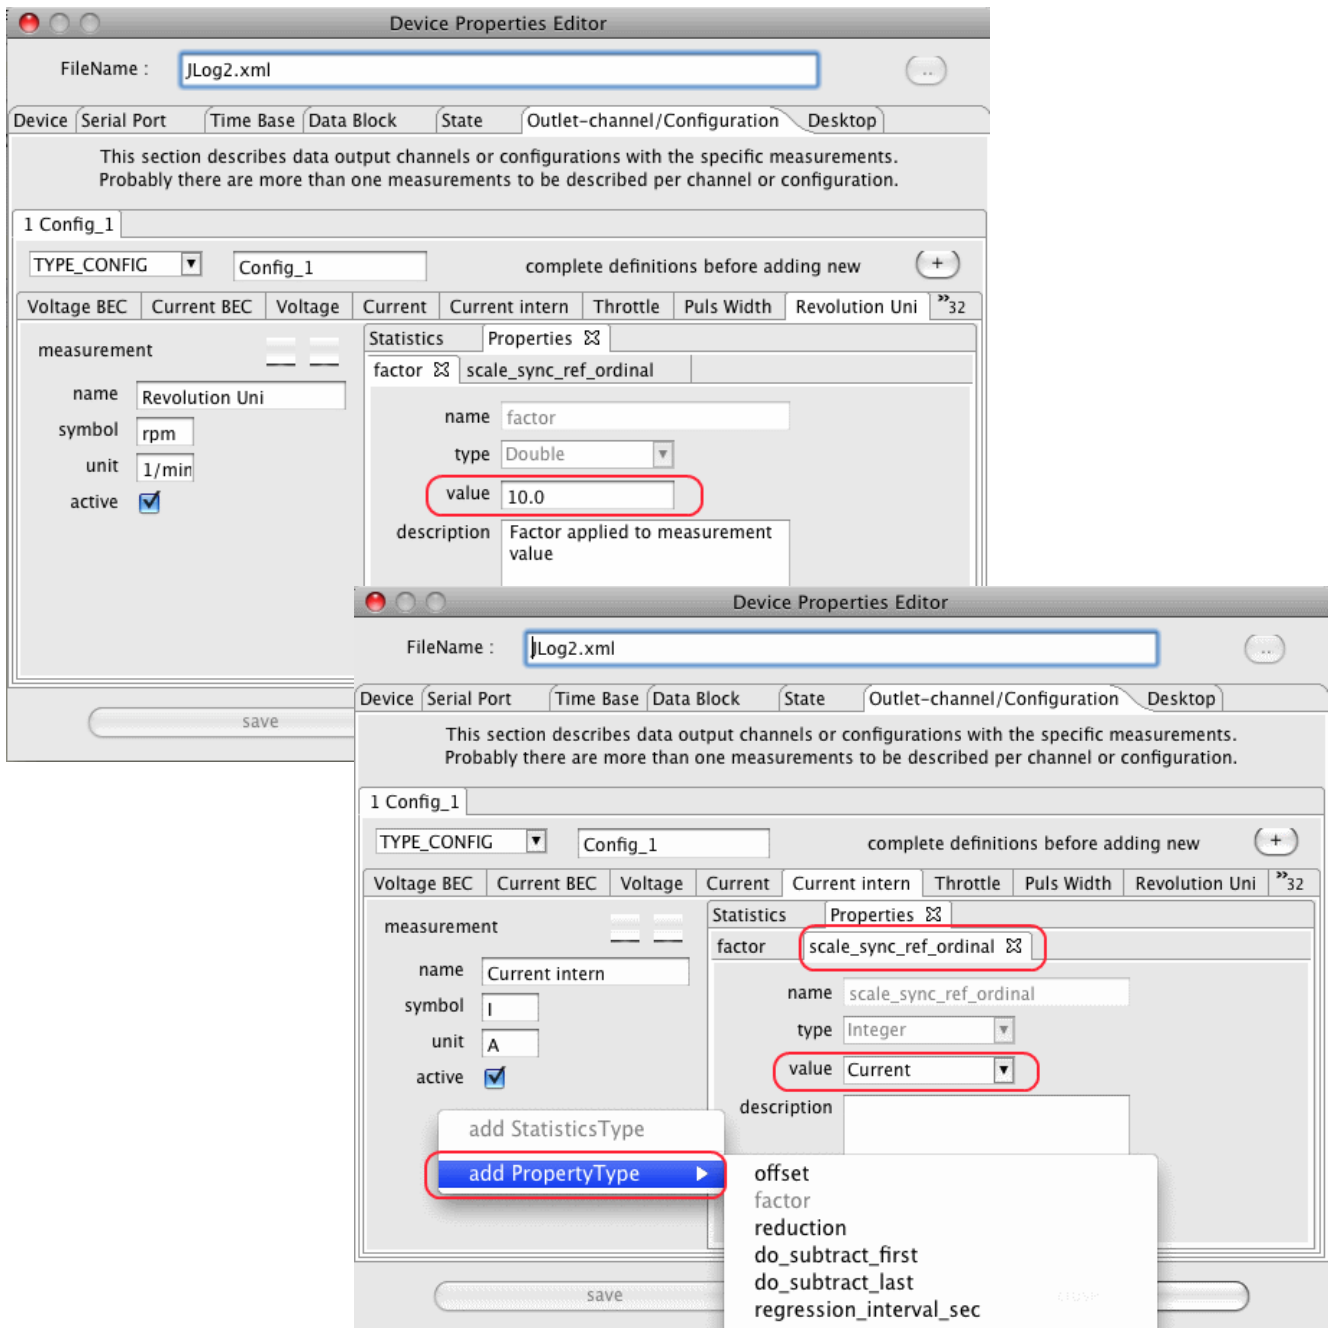 Device Properties Editor
FileName : JLog2.xml ..
Device Serial Port Time Base Data Block State Outlet-channel/Configuration Desktop
This section describes data output channels or configurations with the specific measurements.
Probably there are more than one measurements to be described per channel or configuration.
1 Config_1
TYPE_CONFIG Config_1 complete definitions before adding new +
Voltage BEC Current BEC Voltage Current Current intern Throttle Puls Width Revolution Uni »32
Statistics Properties
measurement
factor scale_sync_ref_ordinal
name Revolution Uni
name factor
symbol rpm
type Double
unit 1/min
value 10.0
active
description Factor applied to measurement
value
save
Device Properties Editor
FileName : JLog2.xml ..
Device Serial Port Time Base Data Block State Outlet-channel/Configuration Desktop
This section describes data output channels or configurations with the specific measurements.
Probably there are more than one measurements to be described per channel or configuration.
1 Config_1
TYPE_CONFIG Config_1 complete definitions before adding new +
Voltage BEC Current BEC Voltage Current Current intern Throttle Puls Width Revolution Uni »32
Statistics Properties
measurement
factor scale_sync_ref_ordinal
name Current intern
name scale_sync_ref_ordinal
symbol I
type Integer
unit A
value Current
active
description
add StatisticsType
add PropertyType
offset
factor
reduction
do_subtract_first
do_subtract_last
regression_interval_sec
save close